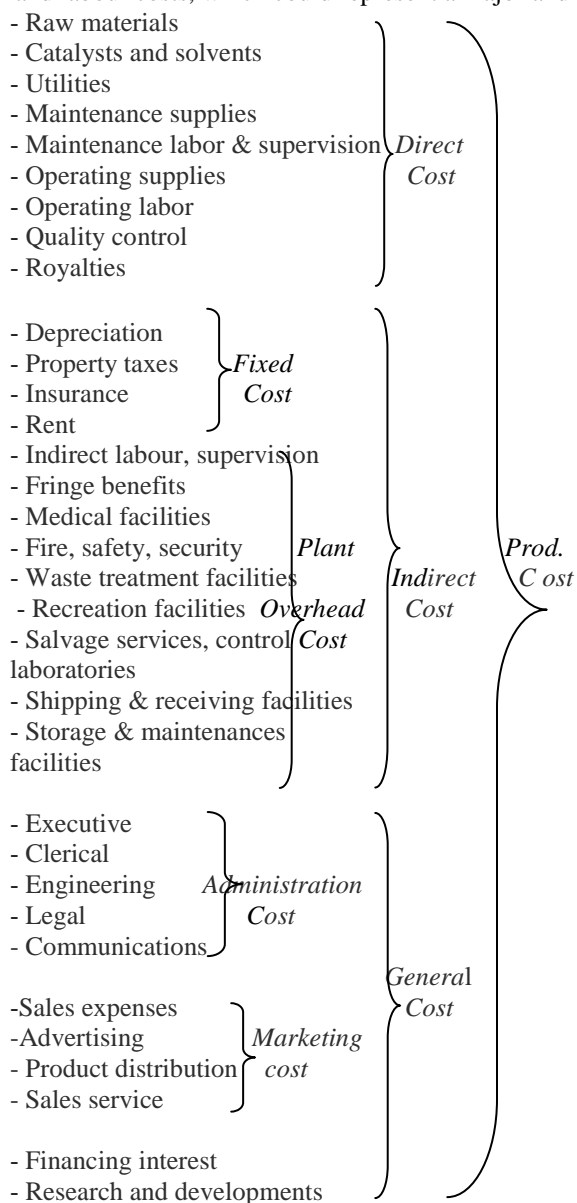 - Raw materials
- Catalysts and solvents
- Utilities
- Maintenance supplies
- Maintenance labor & supervision Direct
- Operating supplies Cost
- Operating labor
- Quality control
- Royalties
- Depreciation
- Property taxes Fixed
- Insurance Cost
- Rent
- Indirect labour, supervision
- Fringe benefits
- Medical facilities
- Fire, safety, security Plant Prod.
- Waste treatment facilities Indirect C ost
- Recreation facilities Overhead Cost
- Salvage services, control Cost
laboratories
- Shipping & receiving facilities
- Storage & maintenances
facilities
- Executive
- Clerical
- Engineering Administration
- Legal Cost
- Communications
General
-Sales expenses Cost
-Advertising Marketing
- Product distribution cost
- Sales service
- Financing interest
- Research and developments